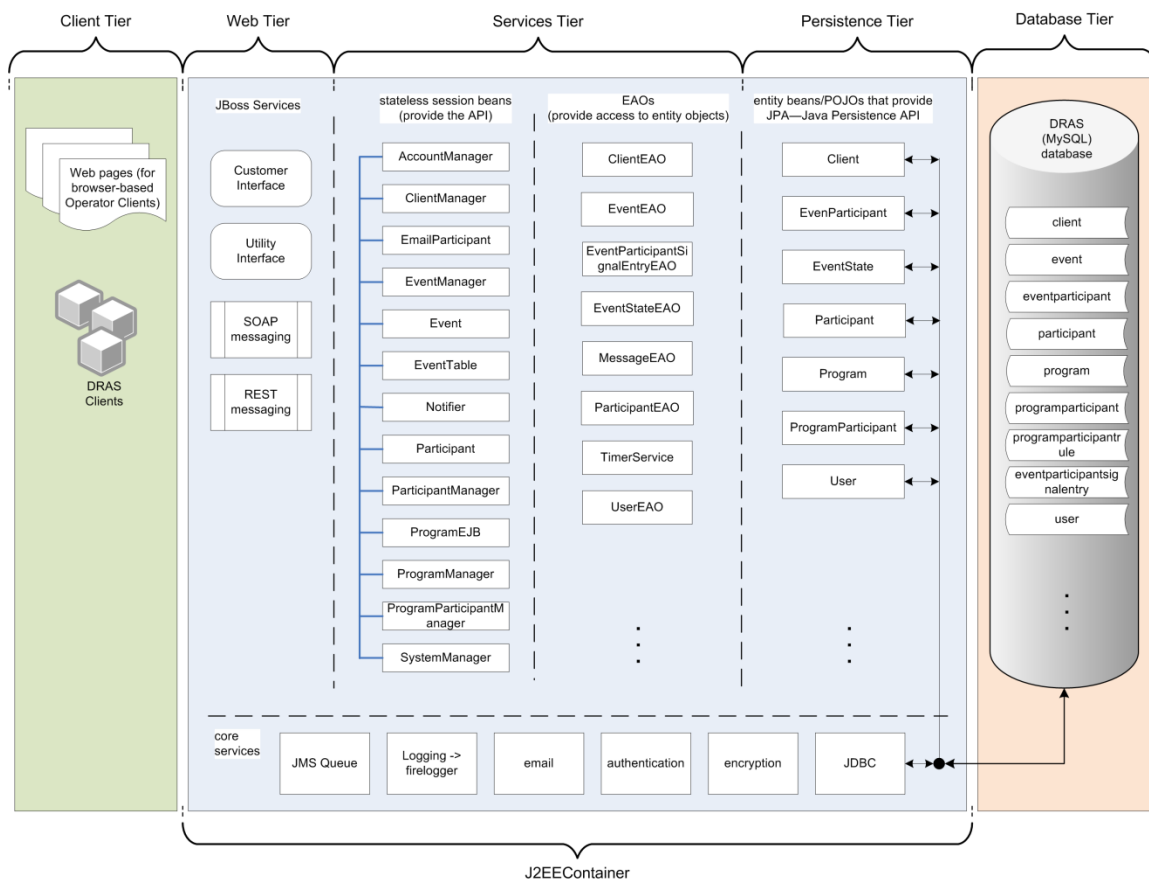 Client Tier
Web Tier
Services Tier
Persistence Tier
Database Tier
JBoss Services
stateless session beans
(provide the API)
EAOs
(provide access to entity objects)
entity beans/POJOs that provide
JPA—Java Persistence API
Web pages (for
browser-based
Operator Clients)
DRAS
Clients
Customer
Interface
Utility
Interface
SOAP
messaging
REST
messaging
AccountManager
ClientManager
EmailParticipant
EventManager
Event
EventTable
Notifier
Participant
ParticipantManager
ProgramEJB
ProgramManager
ProgramParticipantM
anager
SystemManager
ClientEAO
EventEAO
EventParticipantSi
gnalEntryEAO
EventStateEAO
MessageEAO
ParticipantEAO
TimerService
UserEAO
Client
EvenParticipant
EventState
Participant
Program
ProgramParticipant
User
DRAS
(MySQL)
database
client
event
eventparticipant
participant
program
programparticipant
programparticipantr
ule
eventparticipantsig
nalentry
user
core
services
JMS Queue
Logging ->
firelogger
email
authentication
encryption
JDBC
J2EEContainer